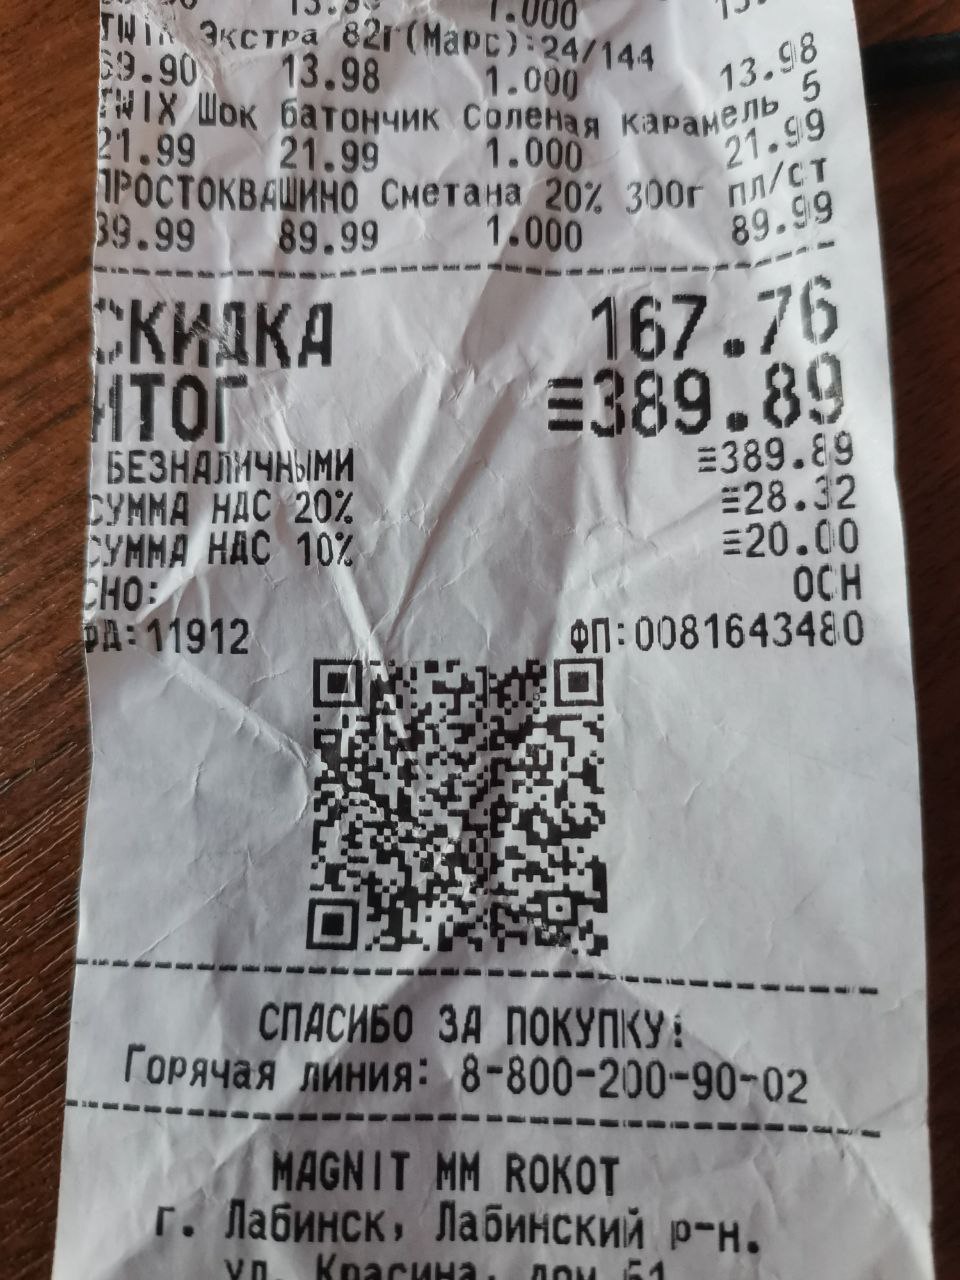 13.98 1.000
TWIX Экстра 82г(Марс):24/144
69.90 13.98 1.000 13.98
TWIX Шок батончик Соленая карамель 5
21.99 21.99 1.000 21.99
ПРОСТОКВАШИНО Сметана 20% 300г пл/ст
89.99 89.99 1.000 89.99
СКИДКА 167.76
ИТОГ ≡389.89
БЕЗНАЛИЧНЫМИ ≡389.89
СУММА НДС 20% ≡28.32
СУММА НДС 10% ≡20.00
СНО: ОСН
ФД:11912 ФП:0081643480
СПАСИБО ЗА ПОКУПКУ!
Горячая линия: 8-800-200-90-02
MAGNIT MM ROKOT
г. Лабинск, Лабинский р-н.
ул. Красина, дом 51